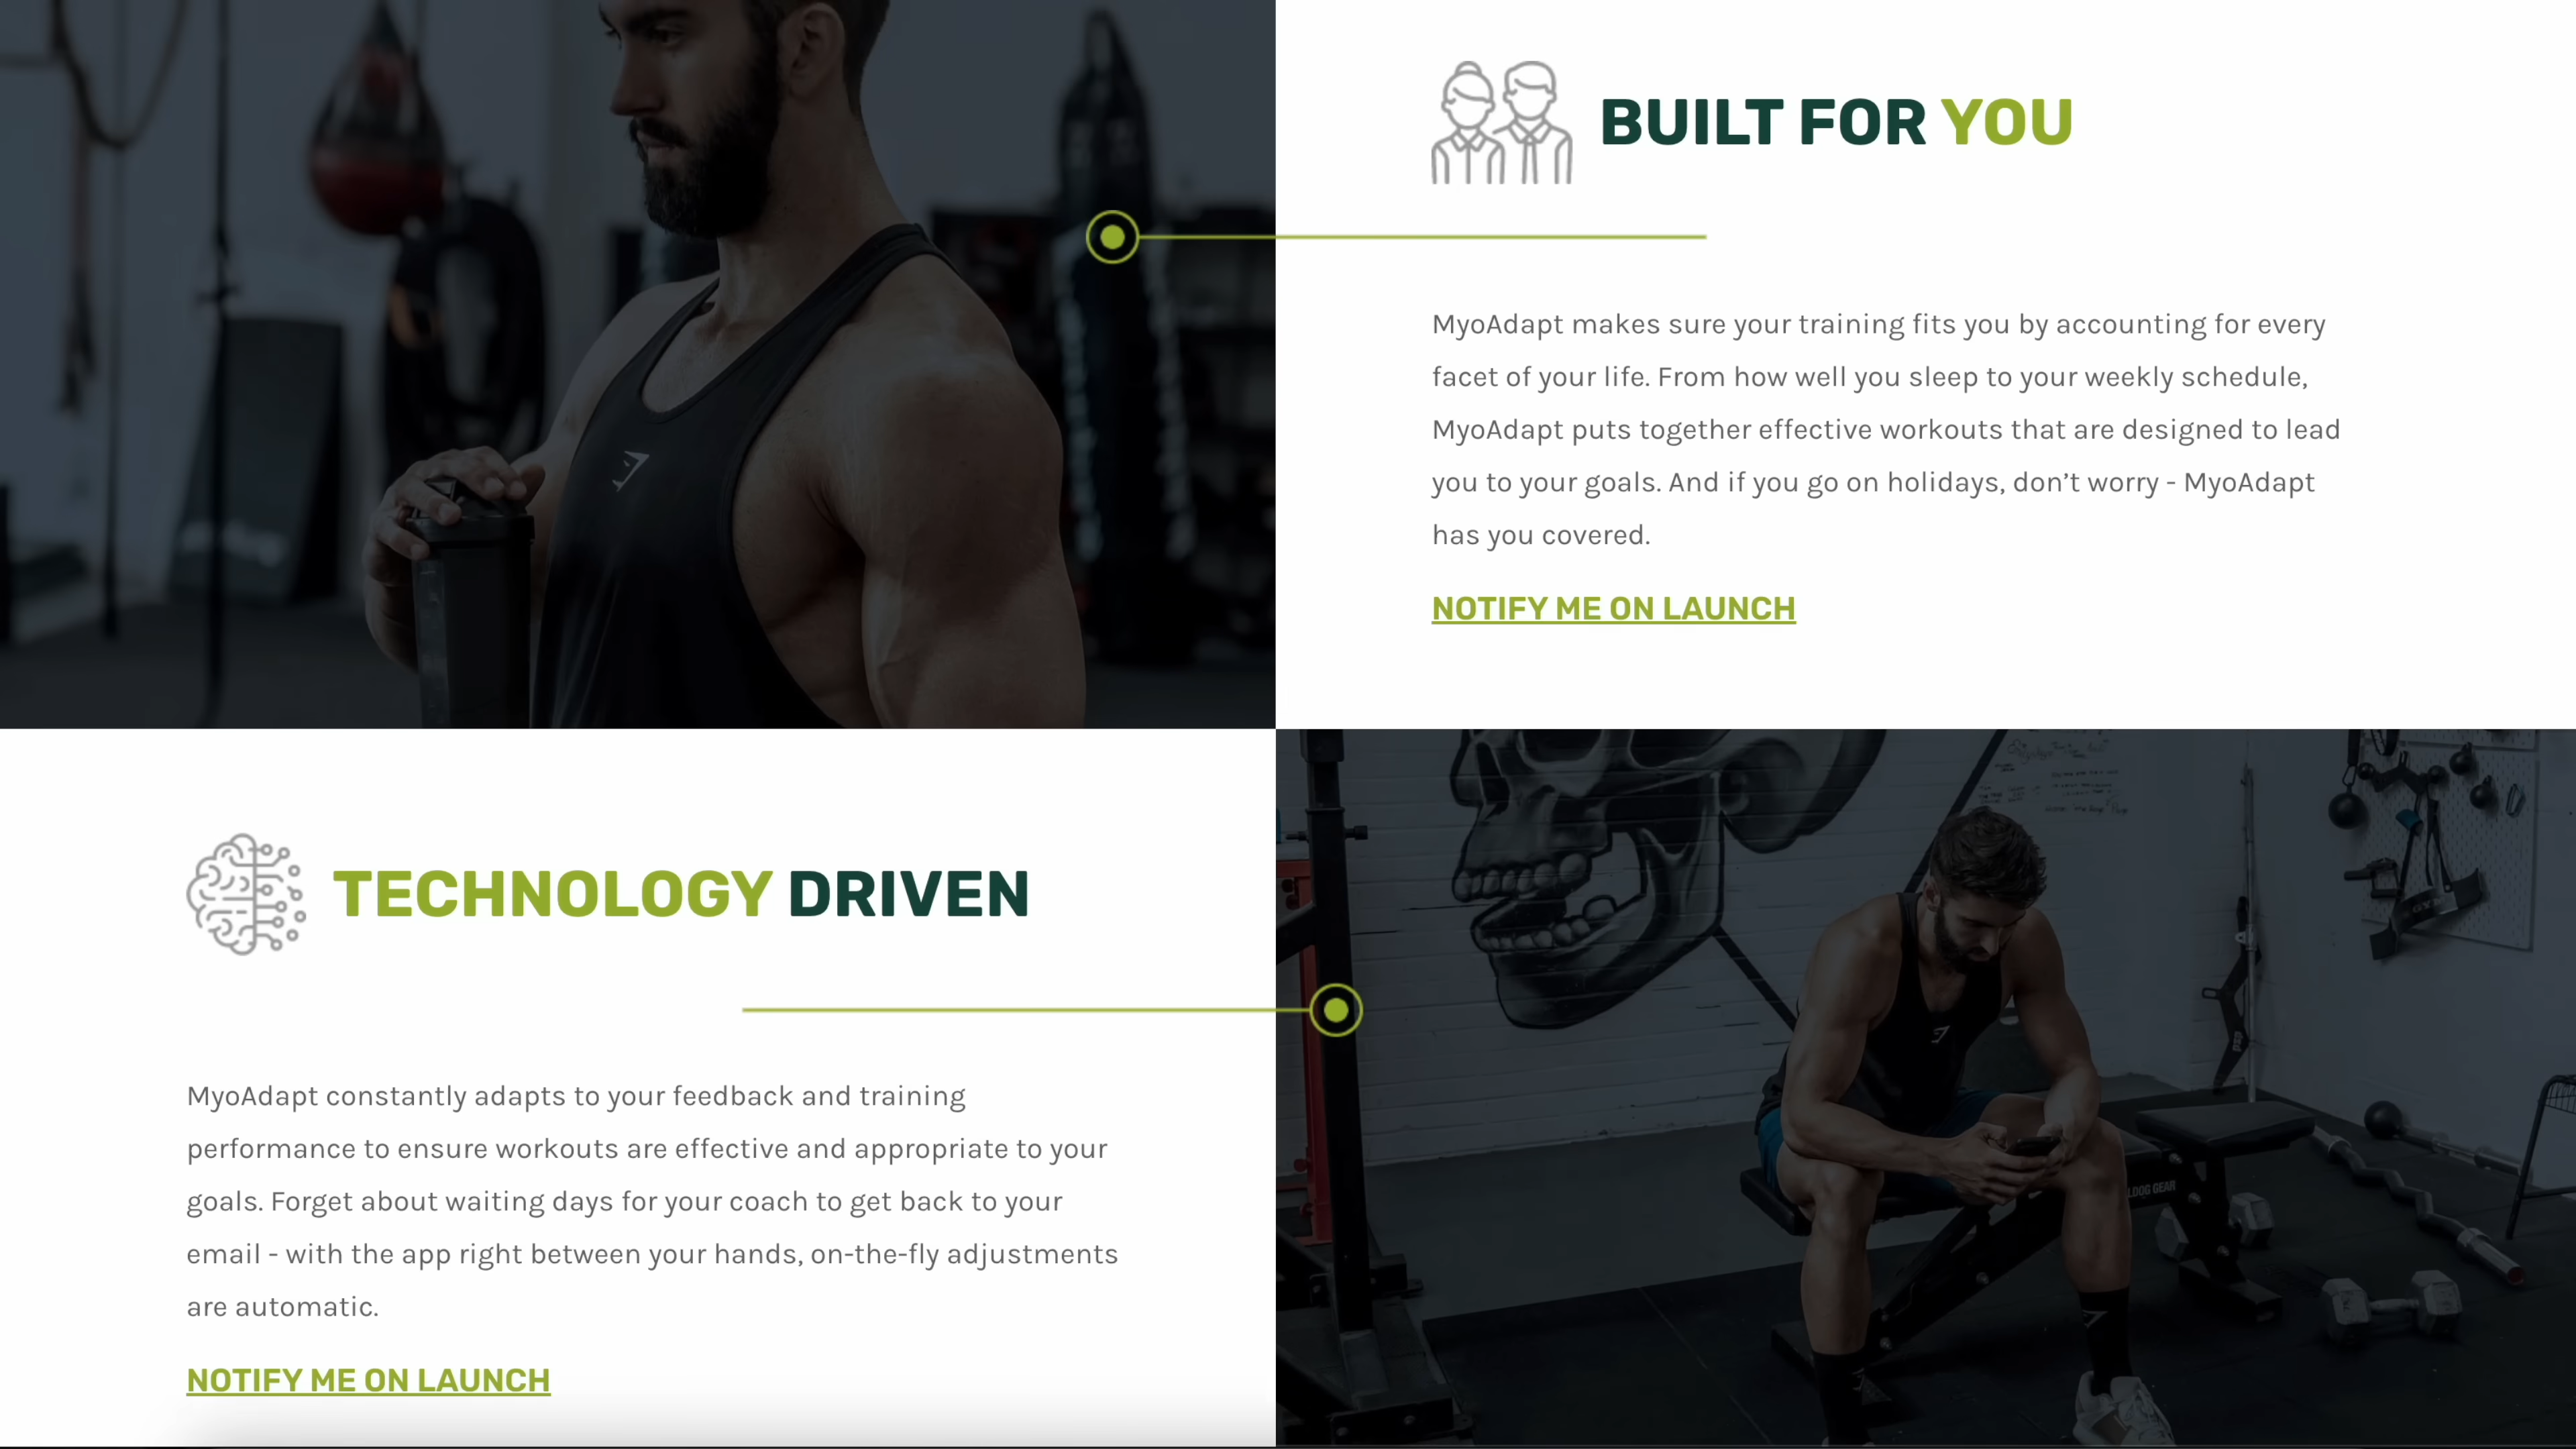 BUILT FOR YOU
MyoAdapt makes sure your training fits you by accounting for every
facet of your life. From how well you sleep to your weekly schedule,
MyoAdapt puts together effective workouts that are designed to lead
you to your goals. And if you go on holidays, don’t worry - MyoAdapt
has you covered.
NOTIFY ME ON LAUNCH
TECHNOLOGY DRIVEN
MyoAdapt constantly adapts to your feedback and training
performance to ensure workouts are effective and appropriate to your
goals. Forget about waiting days for your coach to get back to your
email - with the app right between your hands, on-the-fly adjustments
are automatic.
NOTIFY ME ON LAUNCH
GEAR